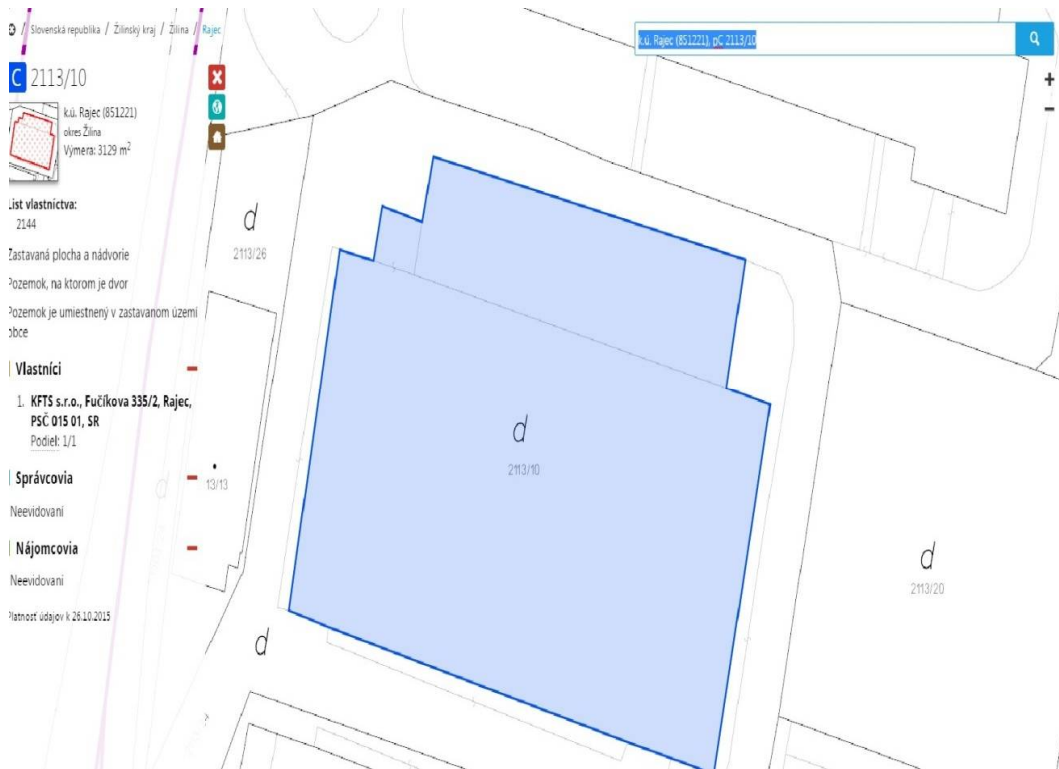 / Slovenská republika / Žilinský kraj / Žilina / Rajec
k.ú. Rajec (851221), pC 2113/10
C 2113/10
k.ú. Rajec (851221)
okres Žilina
Výmera: 3129 m²
List vlastníctva:
2144
Zastavaná plocha a nádvorie
Pozemok, na ktorom je dvor
Pozemok je umiestnený v zastavanom území
obce
Vlastníci
1. KFTS s.r.o., Fučíkova 335/2, Rajec,
PSČ 015 01, SR
Podiel: 1/1
Správcovia
Neevidovaní
Nájomcovia
Neevidovaní
Platnosť údajov k 26.10.2015
+
−
d
2113/26
d
2113/10
13/13
d
2113/20
d